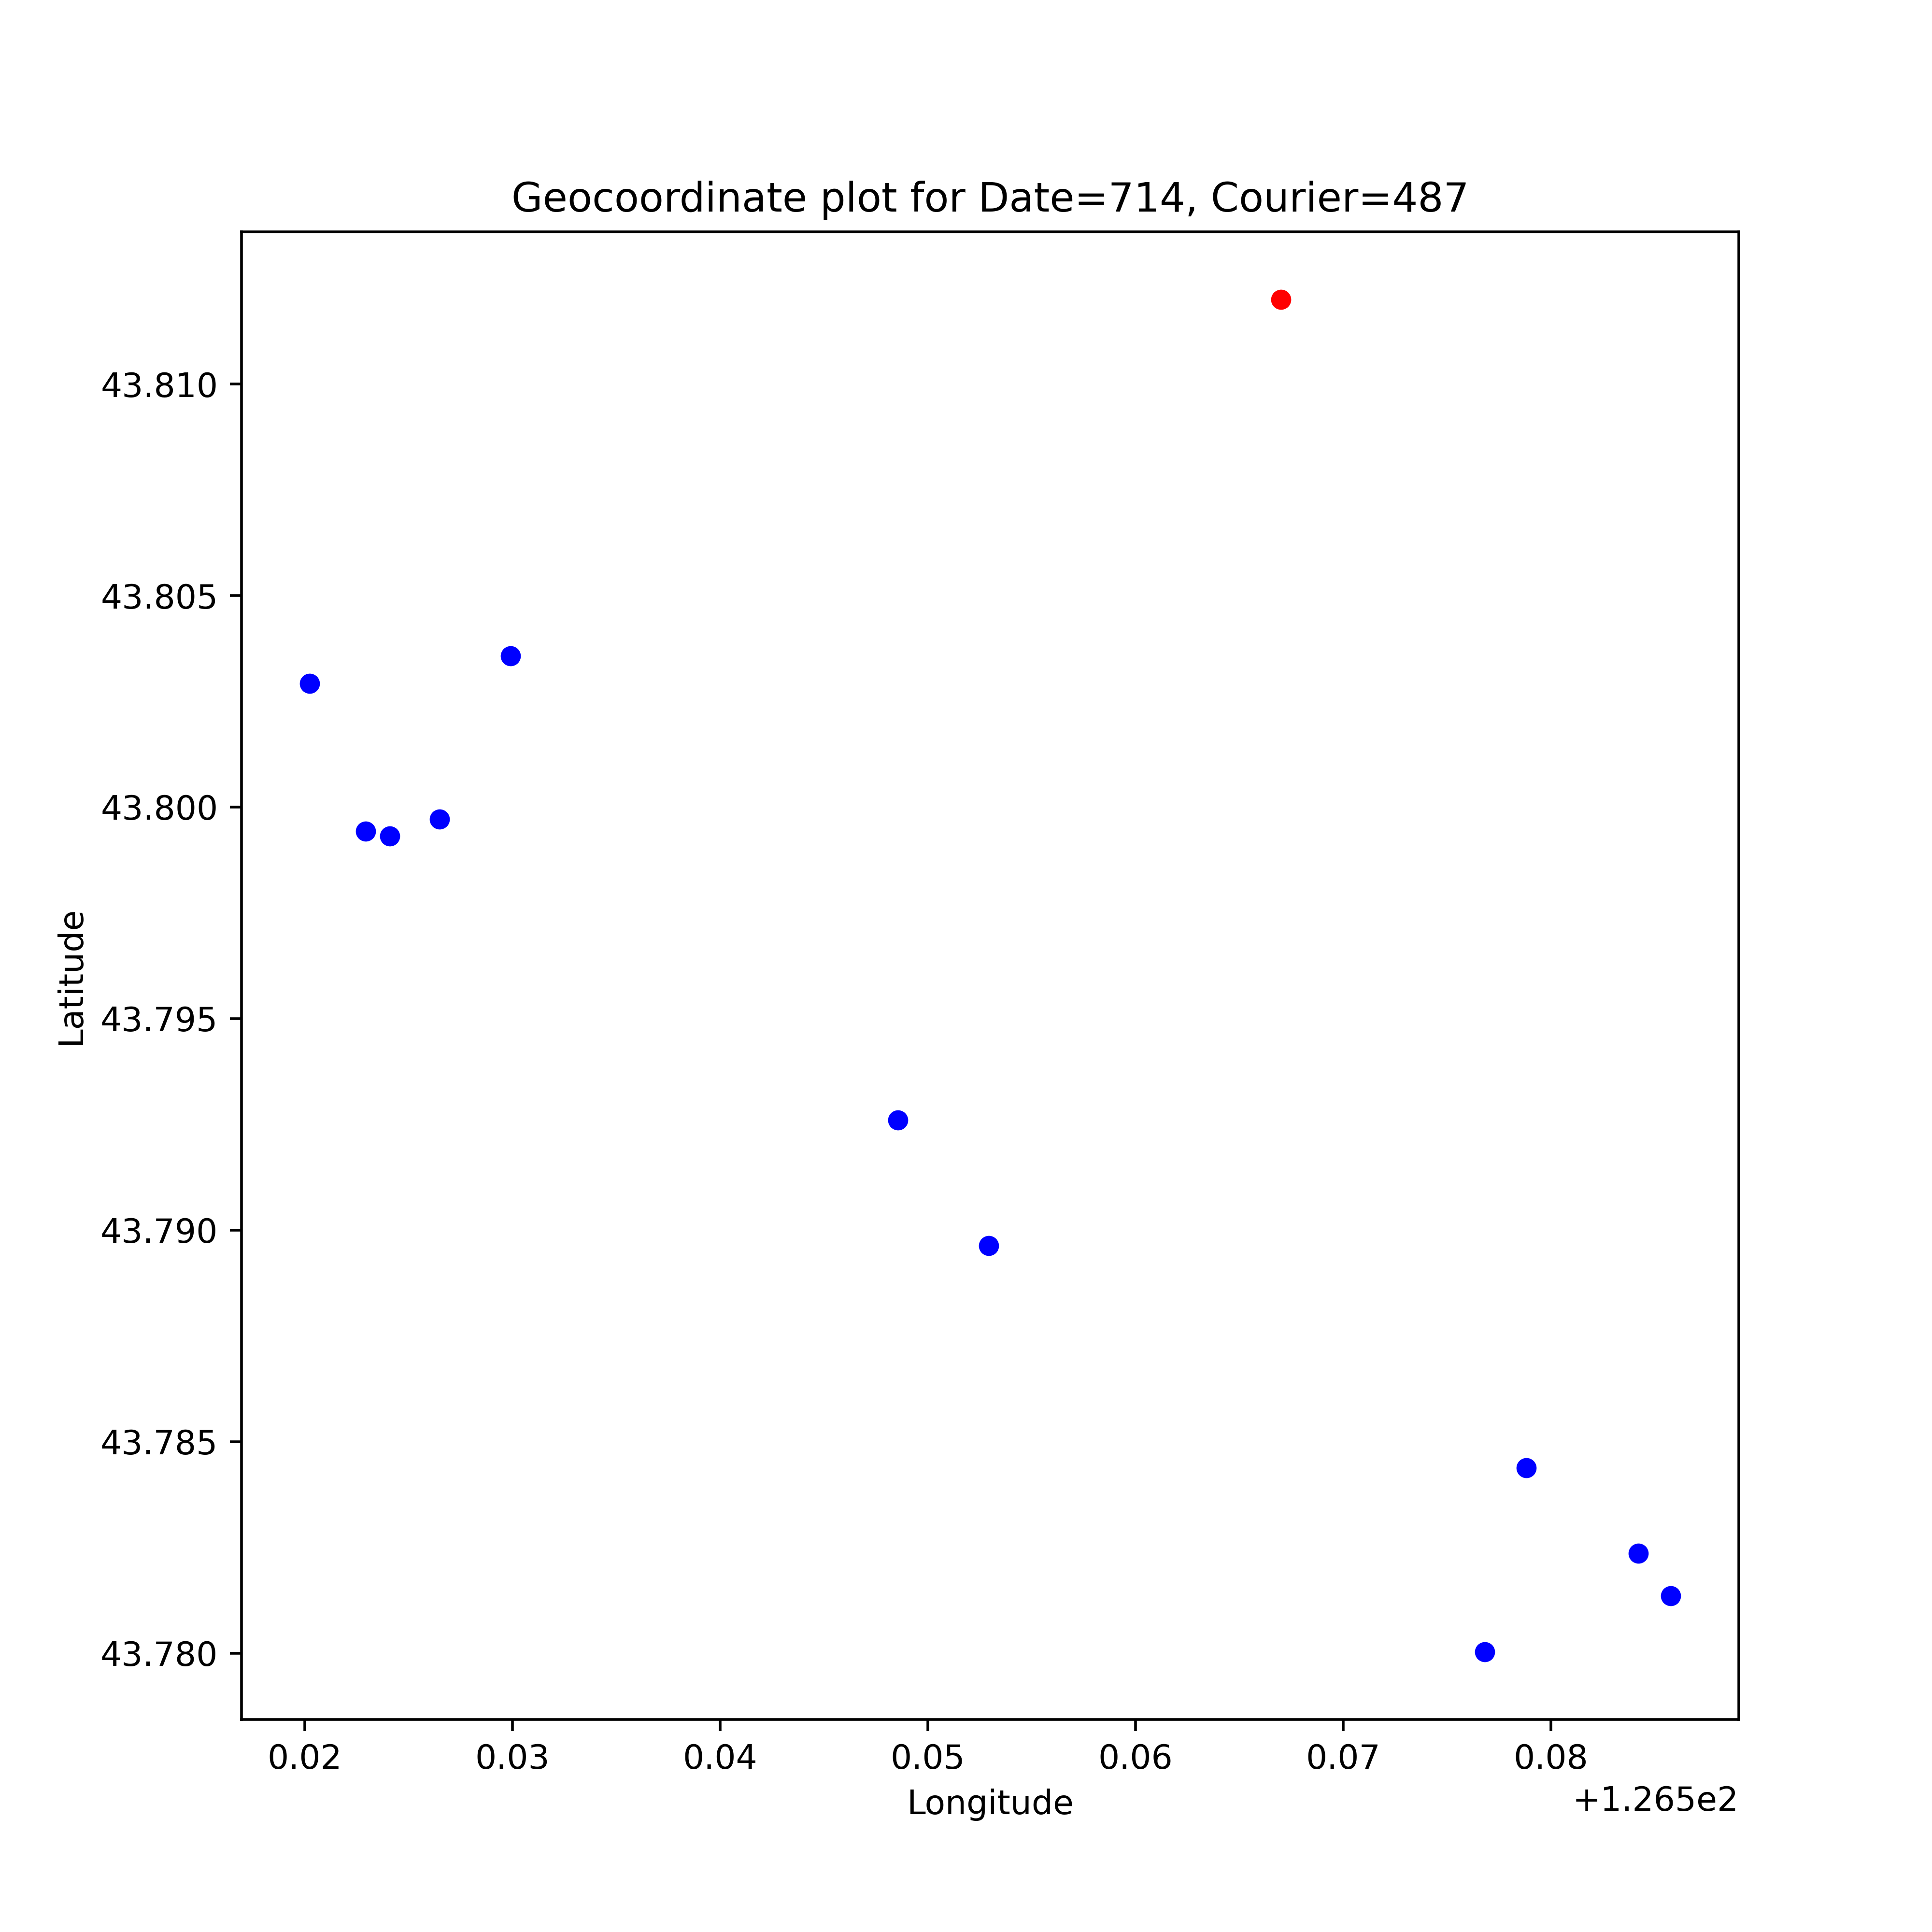 Geocoordinate plot for Date=714, Courier=487
43.810
43.805
43.800
43.795
43.790
43.785
43.780
Latitude
0.02 0.03 0.04 0.05 0.06 0.07 0.08
+1.265e2
Longitude